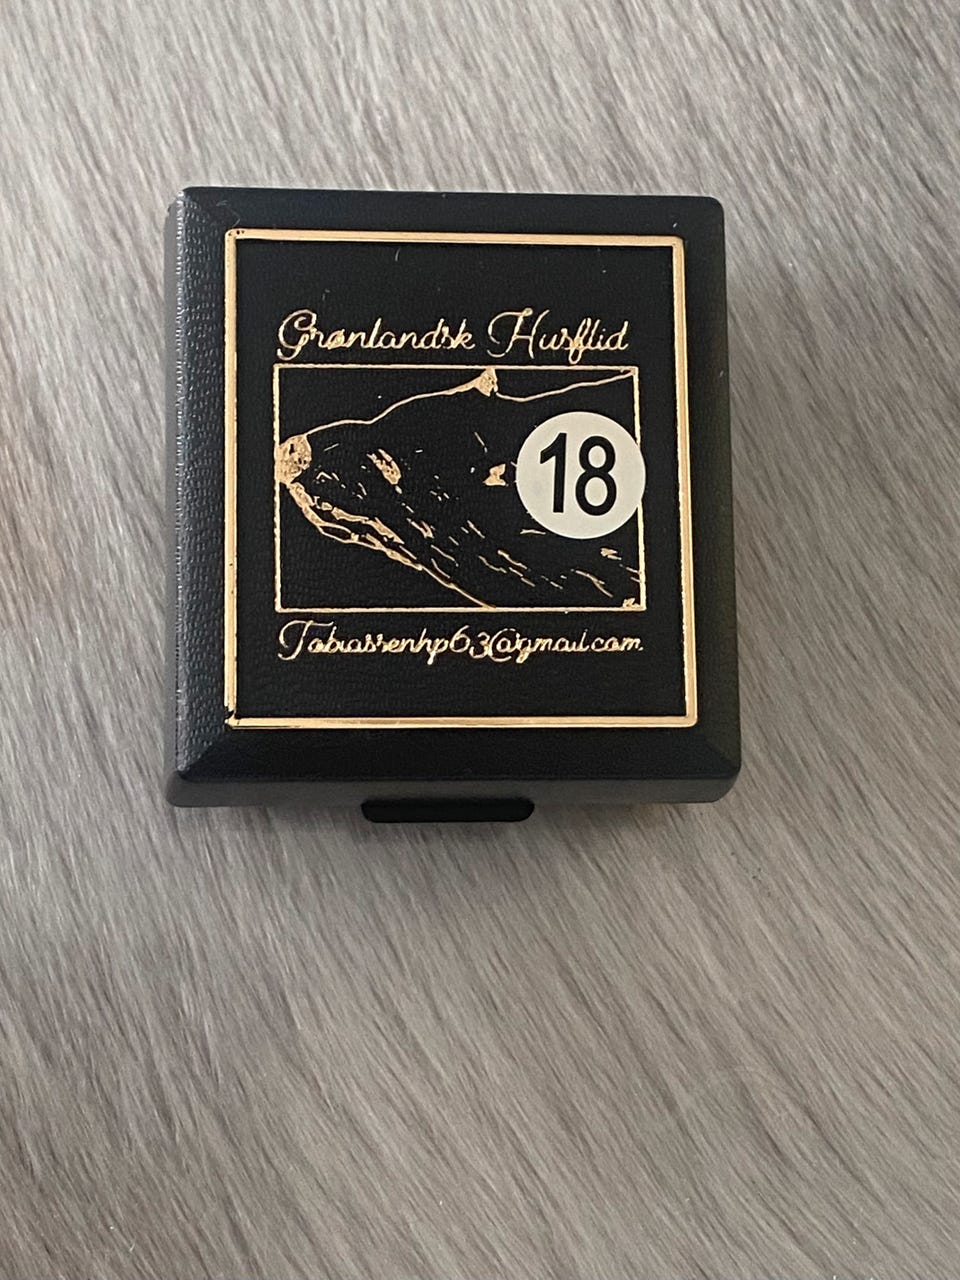 Grønlandsk Husflid
18
Tobiassenhp63@gmail.com